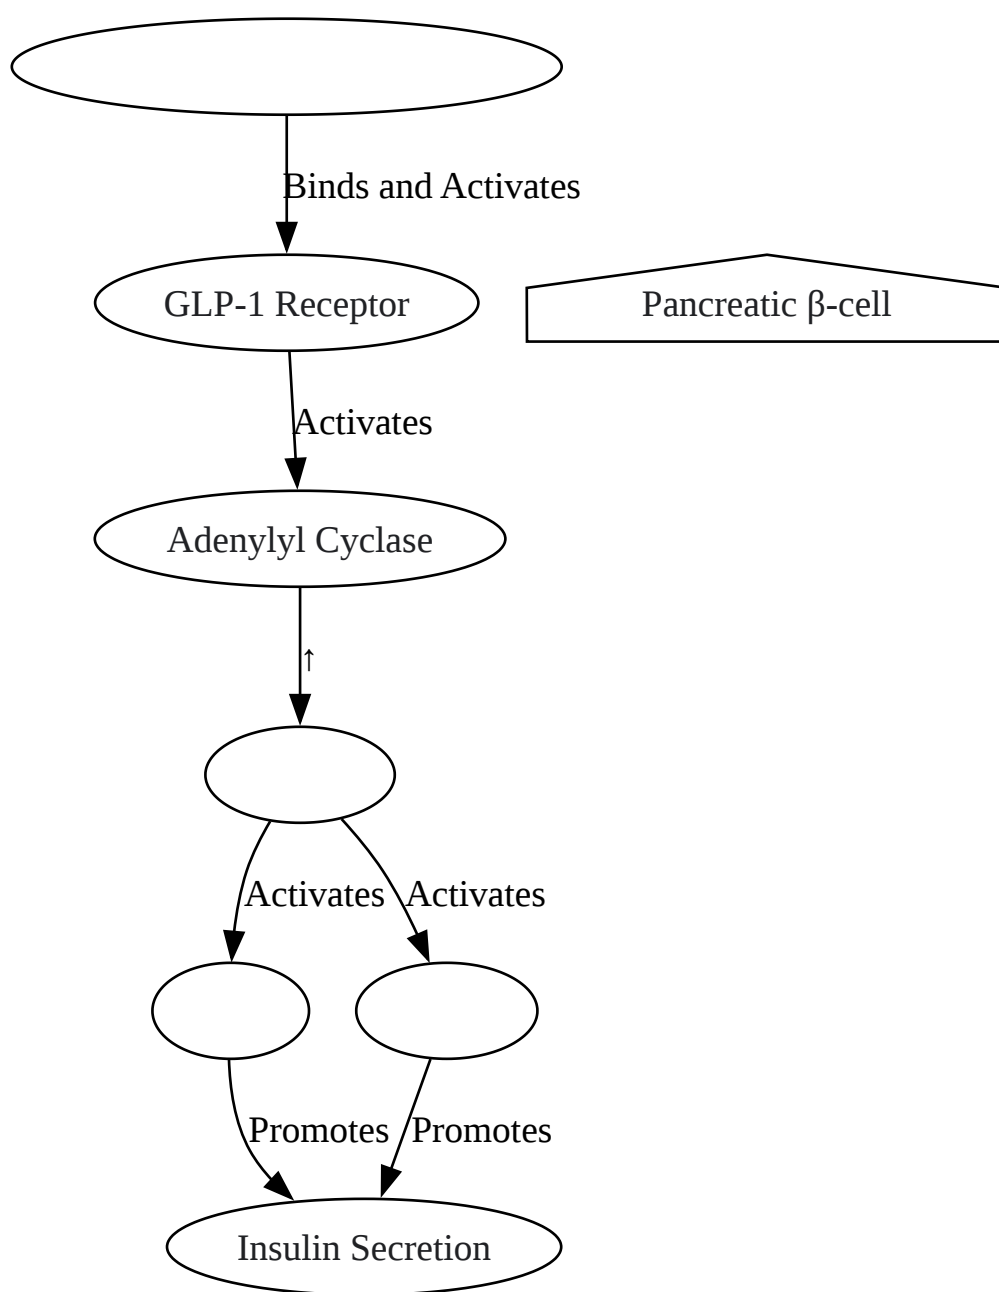 Binds and Activates
GLP-1 Receptor
Pancreatic β-cell
Activates
Adenylyl Cyclase
↑
Activates
Activates
Promotes
Promotes
Insulin Secretion